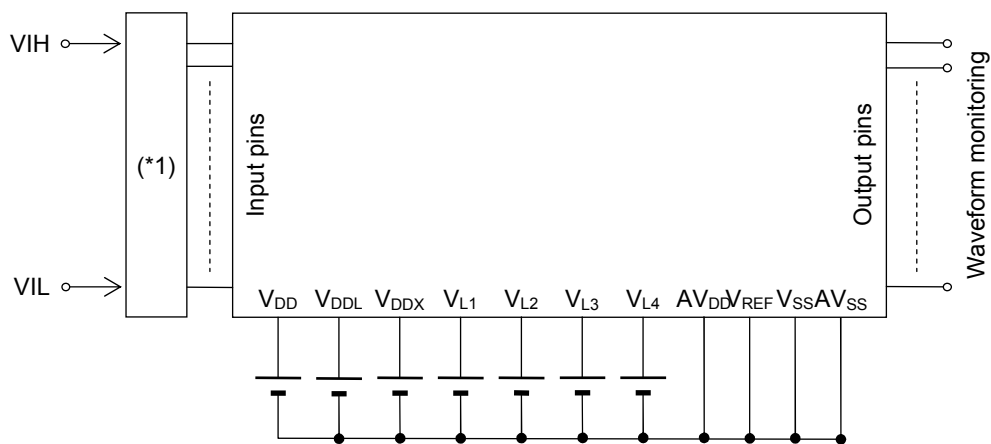 VIH
(*1)
VIL
Input pins
Output pins
Waveform monitoring
VDD VDDL VDDX VL1 VL2 VL3 VL4 AVDD VREF VSS AVSS